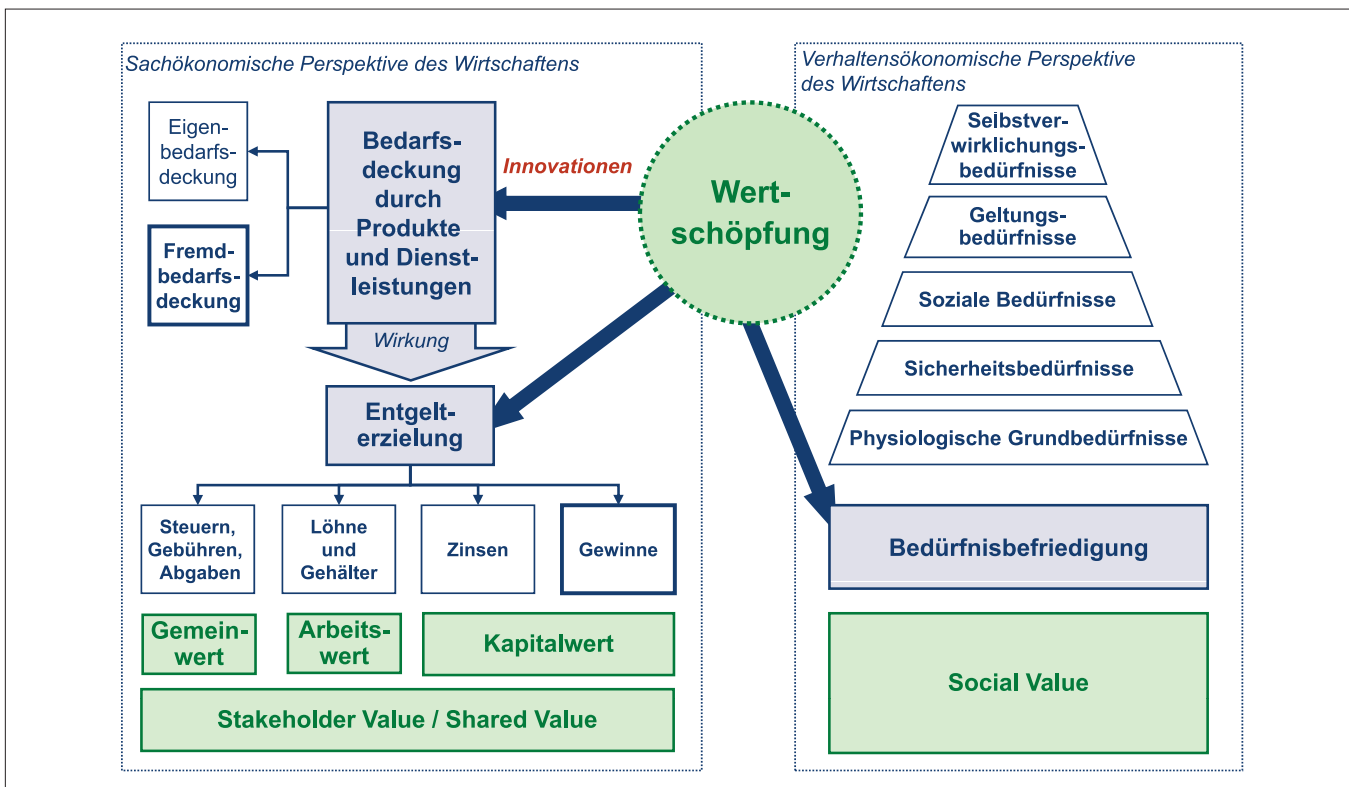 Sachökonomische Perspektive des Wirtschaftens
Eigen-
bedarfs-
deckung
Fremd-
bedarfs-
deckung
Bedarfs-
deckung
durch
Produkte
und Dienst-
leistungen
Innovationen
Wert-
schöpfung
Wirkung
Entgelt-
erzielung
Steuern,
Gebühren,
Abgaben
Löhne
und
Gehälter
Zinsen
Gewinne
Gemein-
wert
Arbeits-
wert
Kapitalwert
Stakeholder Value / Shared Value
Verhaltensökonomische Perspektive
des Wirtschaftens
Selbstver-
wirklichungs-
bedürfnisse
Geltungs-
bedürfnisse
Soziale Bedürfnisse
Sicherheitsbedürfnisse
Physiologische Grundbedürfnisse
Bedürfnisbefriedigung
Social Value